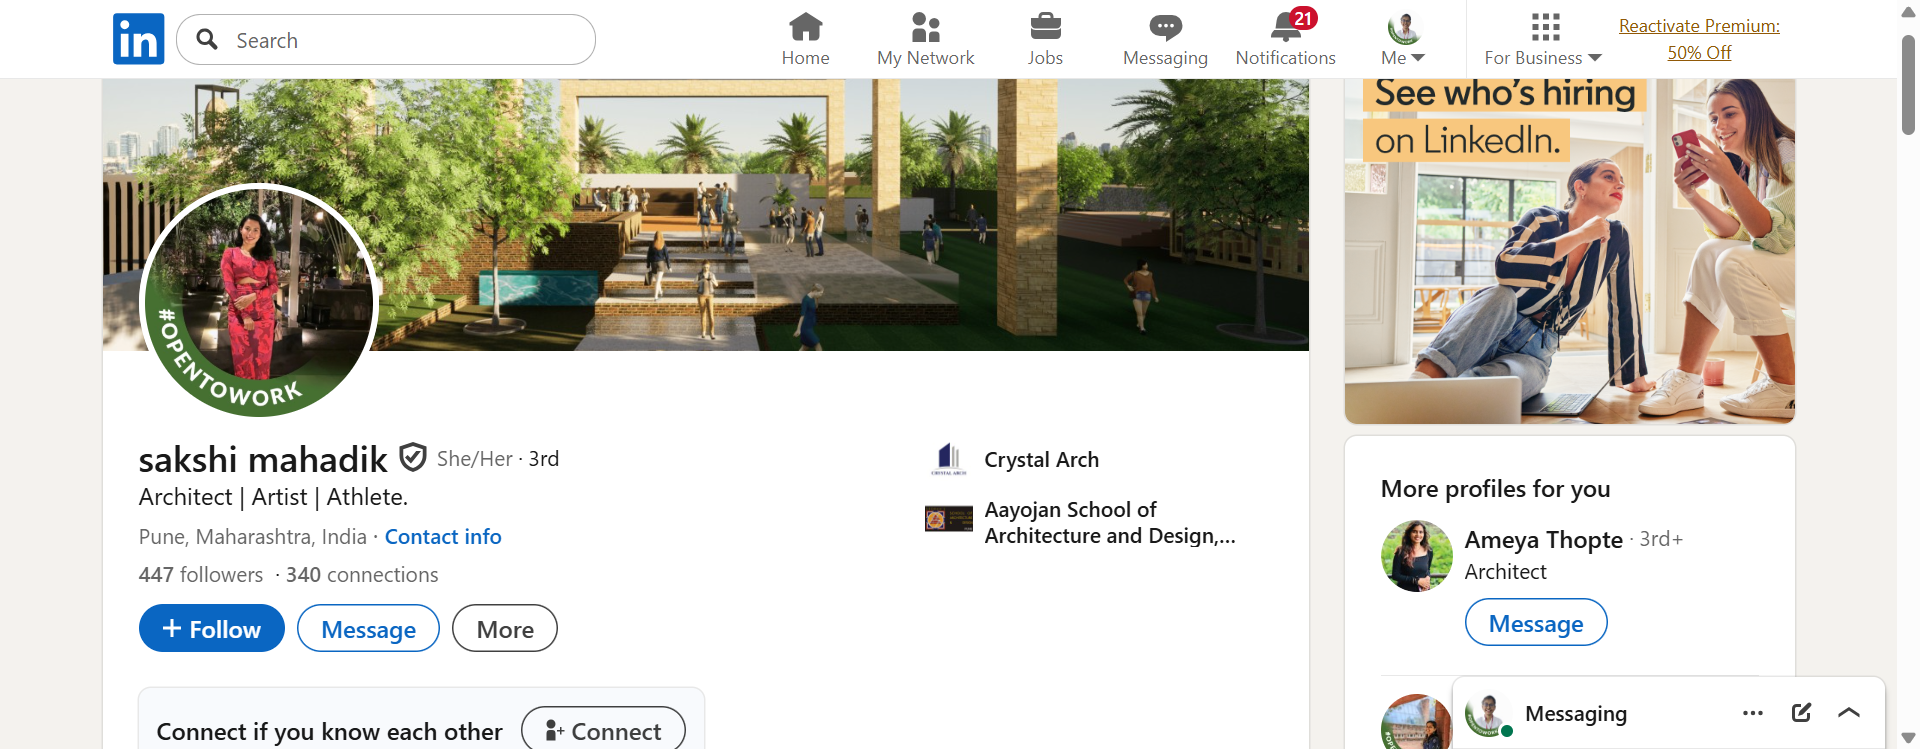 in
Search
Home
My Network
Jobs
Messaging
21
Notifications
Me
For Business
Reactivate Premium:
50% Off
See who's hiring
on LinkedIn.
#OPENTOWORK
sakshi mahadik She/Her · 3rd
Architect | Artist | Athlete.
Pune, Maharashtra, India · Contact info
447 followers · 340 connections
+ Follow
Message
More
Connect if you know each other
Connect
CRYSTAL ARCH
Crystal Arch
Aayojan School of
Architecture and Design,...
More profiles for you
Ameya Thopte · 3rd+
Architect
Message
Messaging